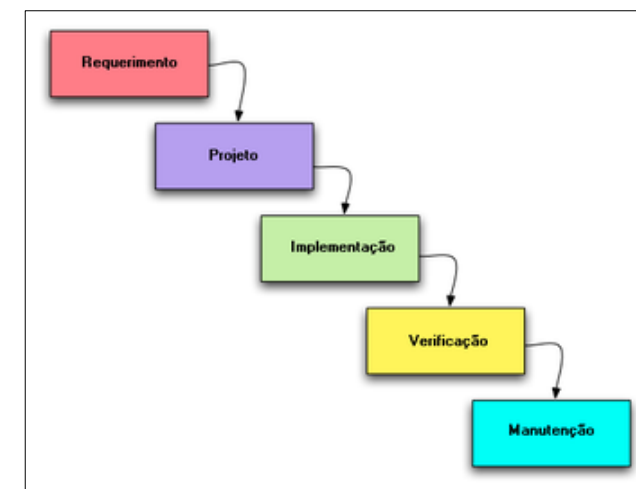 Requerimento
Projeto
Implementação
Verificação
Manutenção